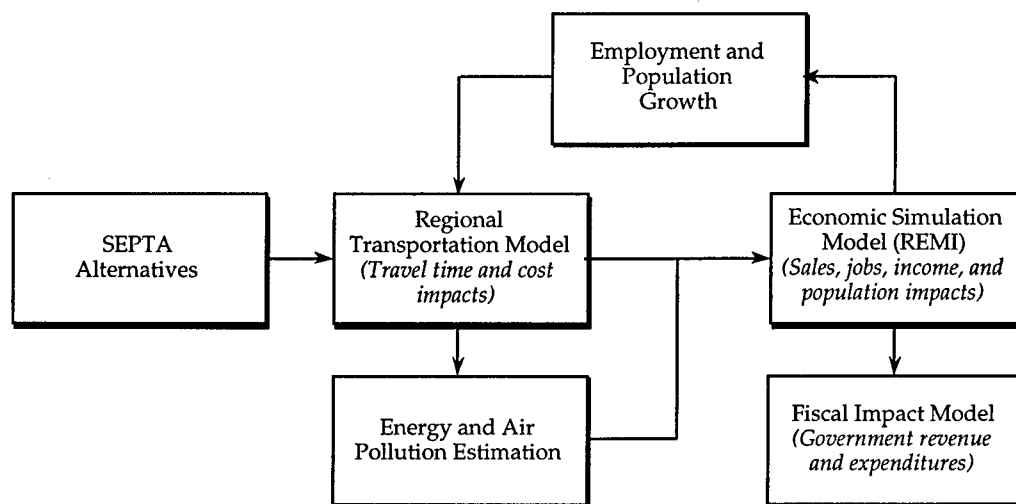 Employment and
Population
Growth
SEPTA
Alternatives
Regional
Transportation Model
(Travel time and cost
impacts)
Economic Simulation
Model (REMI)
(Sales, jobs, income, and
population impacts)
Energy and Air
Pollution Estimation
Fiscal Impact Model
(Government revenue
and expenditures)